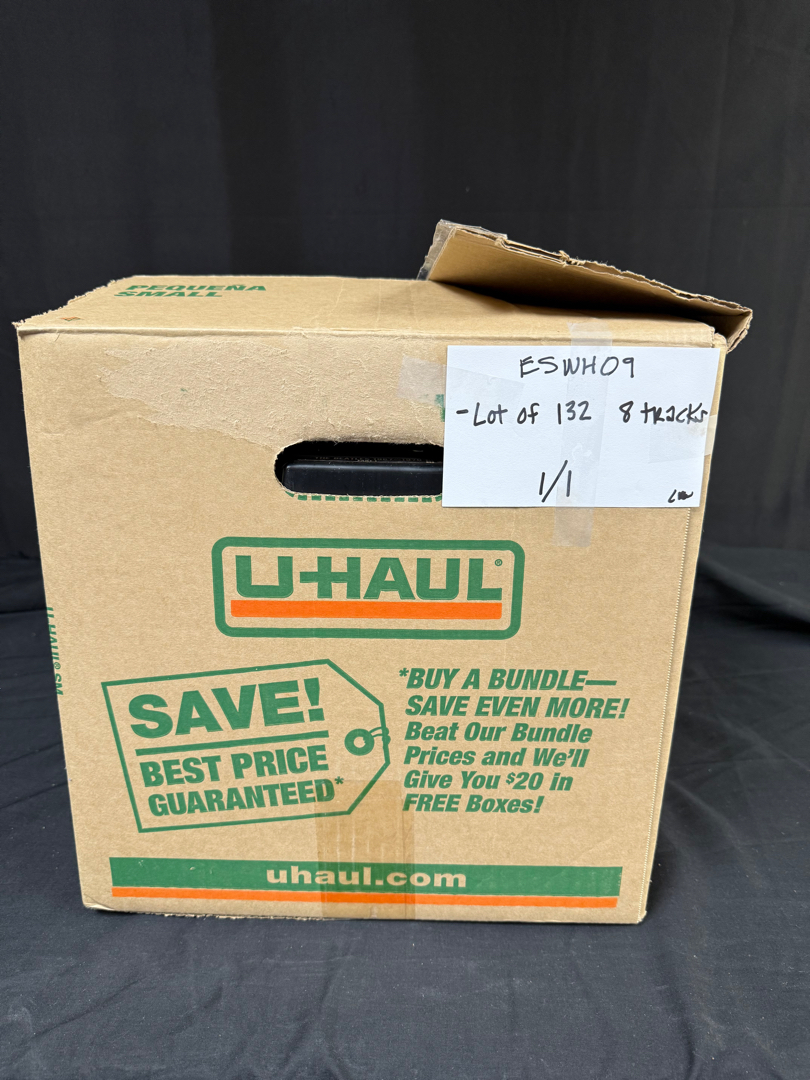 PEQUEÑA
SMALL
ESWH09
-Lot of 132 8 tracks
1/1
U-HAUL®
SAVE!
BEST PRICE
GUARANTEED*
*BUY A BUNDLE—
SAVE EVEN MORE!
Beat Our Bundle
Prices and We'll
Give You $20 in
FREE Boxes!
uhaul.com